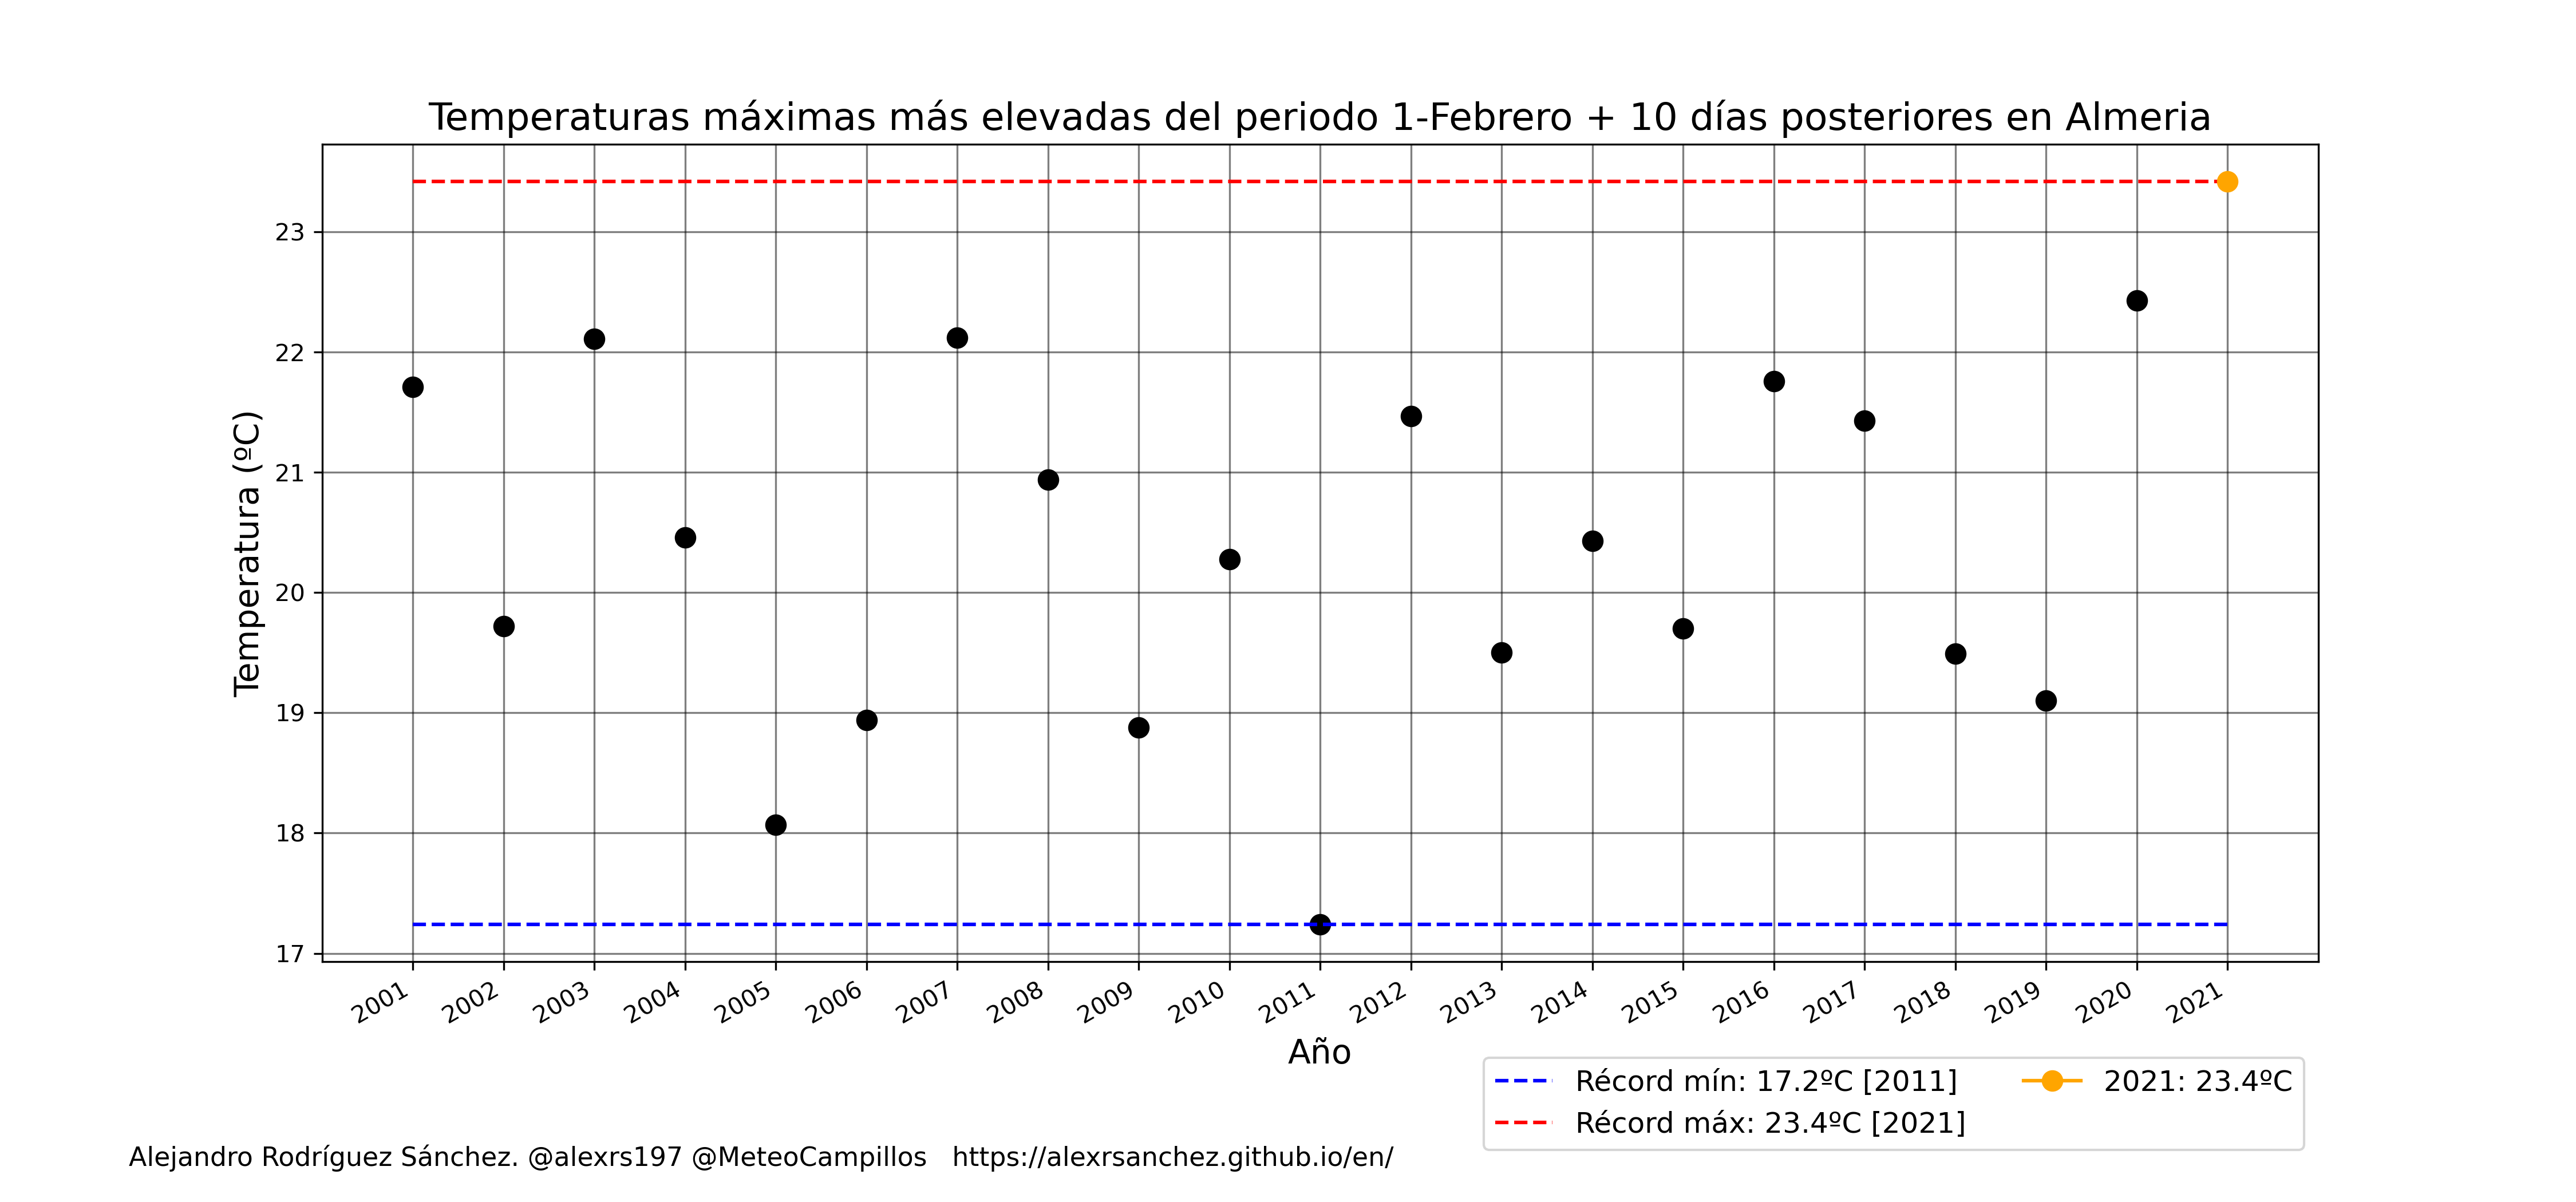 Temperaturas máximas más elevadas del periodo 1-Febrero + 10 días posteriores en Almeria
Temperatura (ºC)
23
22
21
20
19
18
17
2001 2002 2003 2004 2005 2006 2007 2008 2009 2010 2011 2012 2013 2014 2015 2016 2017 2018 2019 2020 2021
Año
Récord mín: 17.2ºC [2011]
Récord máx: 23.4ºC [2021]
2021: 23.4ºC
Alejandro Rodríguez Sánchez. @alexrs197 @MeteoCampillos https://alexrsanchez.github.io/en/